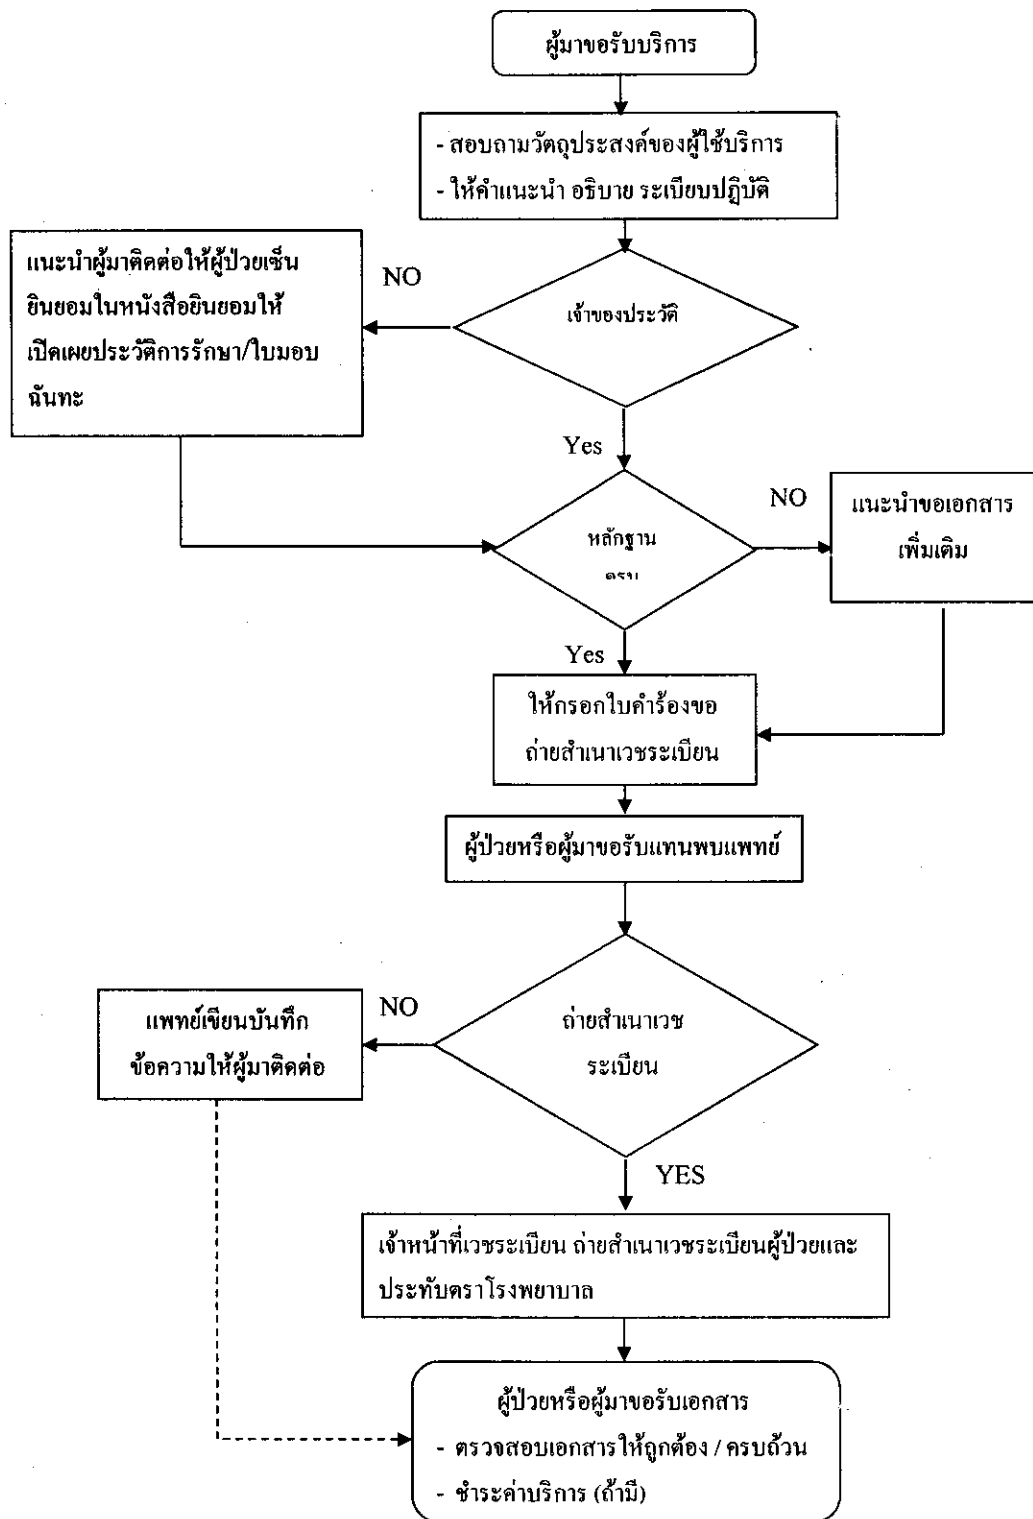 ผู้มาขอรับบริการ
- สอบถามวัตถุประสงค์ของผู้ใช้บริการ
- ให้คำแนะนำ อธิบาย ระเบียบปฏิบัติ
แนะนำผู้มาติดต่อให้ผู้ป่วยเซ็น
ยินยอมในหนังสือยินยอมให้
เปิดเผยประวัติการรักษา/ใบมอบ
ฉันทะ
NO
เจ้าของประวัติ
Yes
หลักฐาน
ครบ
NO
แนะนำขอเอกสาร
เพิ่มเติม
Yes
ให้กรอกใบคำร้องขอ
ถ่ายสำเนาเวชระเบียน
ผู้ป่วยหรือผู้มาขอรับแทนพบแพทย์
แพทย์เขียนบันทึก
ข้อความให้ผู้มาติดต่อ
NO
ถ่ายสำเนาเวช
ระเบียน
YES
เจ้าหน้าที่เวชระเบียน ถ่ายสำเนาเวชระเบียนผู้ป่วยและ
ประทับตราโรงพยาบาล
ผู้ป่วยหรือผู้มาขอรับเอกสาร
- ตรวจสอบเอกสารให้ถูกต้อง / ครบถ้วน
- ชำระค่าบริการ (ถ้ามี)